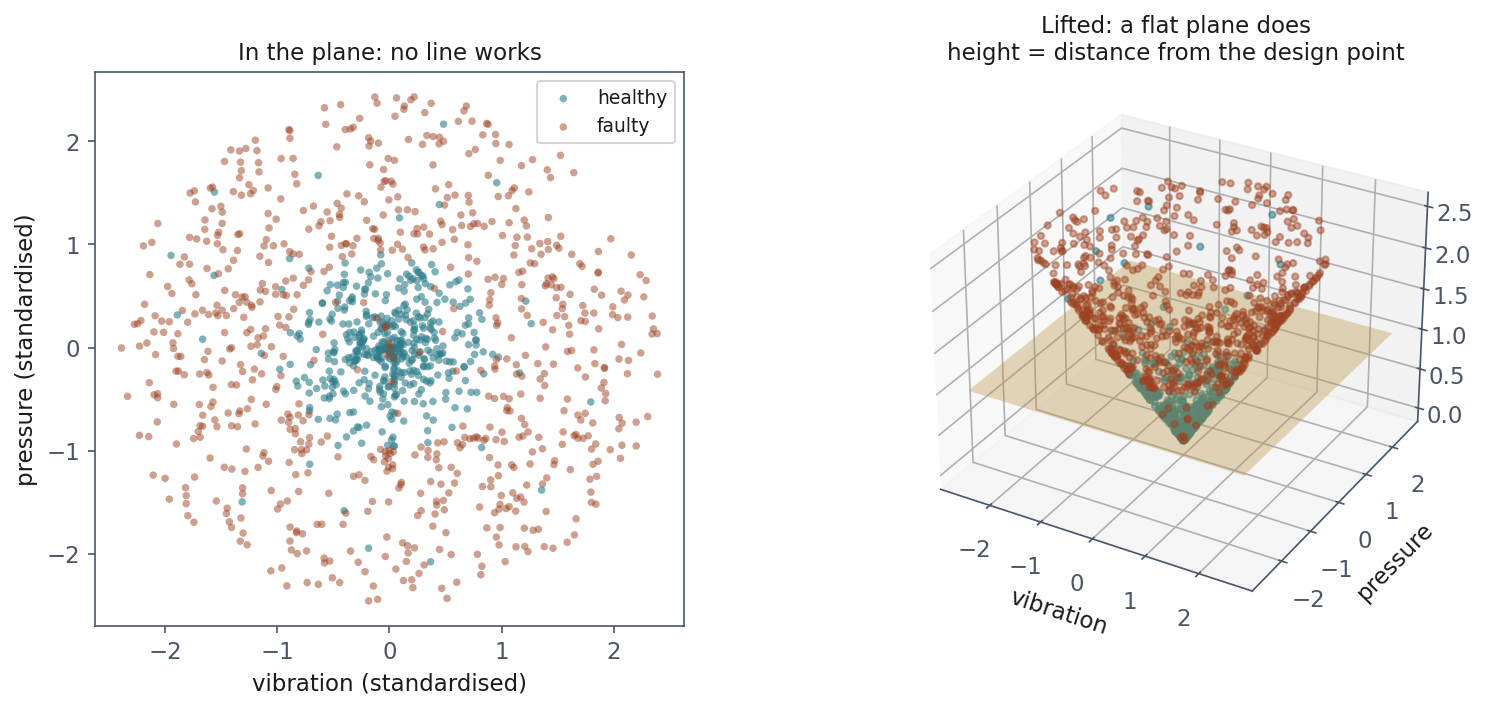 In the plane: no line works
healthy
faulty
2
1
0
−1
−2
−2
−1
0
1
2
pressure (standardised)
vibration (standardised)
Lifted: a flat plane does
height = distance from the design point
2.5
2.0
1.5
1.0
0.5
0.0
2
1
0
−1
−2
pressure
−2
−1
0
1
2
vibration